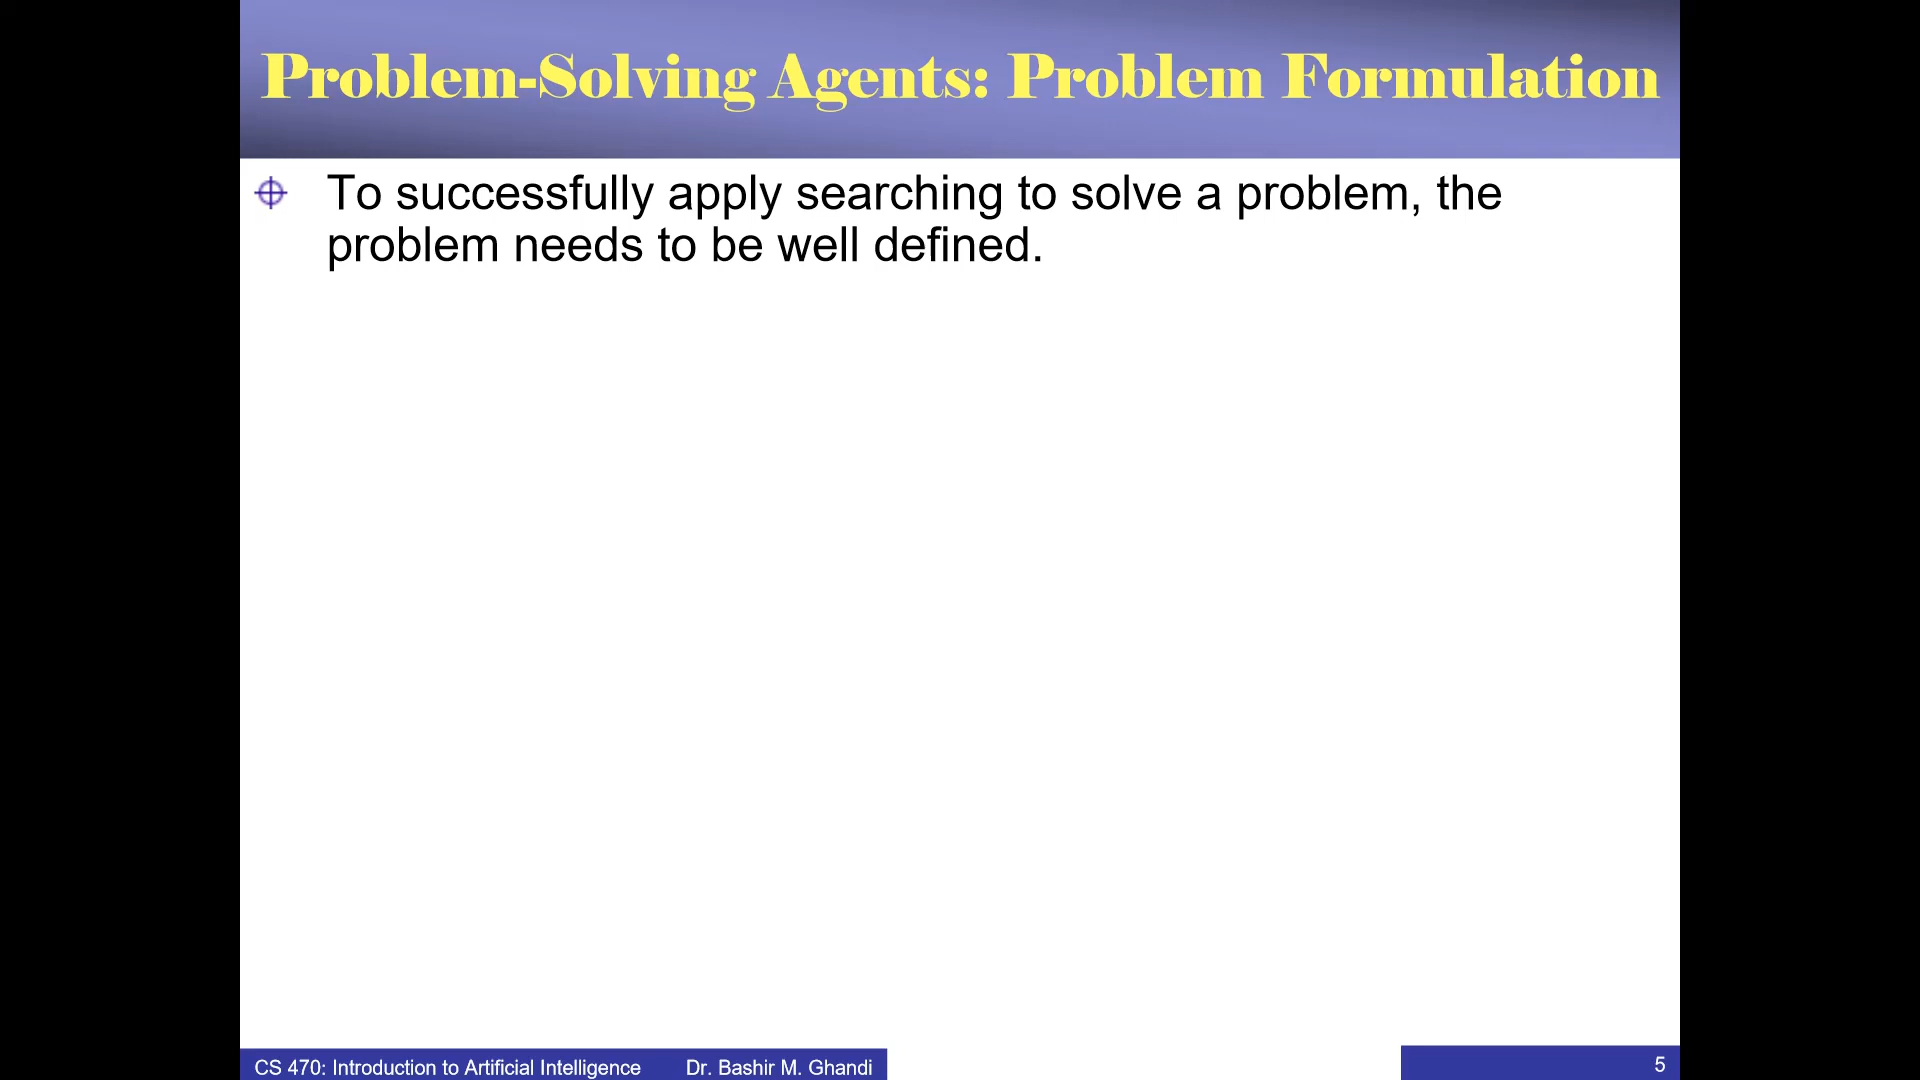 Problem-Solving Agents: Problem Formulation
To successfully apply searching to solve a problem, the
problem needs to be well defined.
CS 470: Introduction to Artificial Intelligence Dr. Bashir M. Ghandi
5